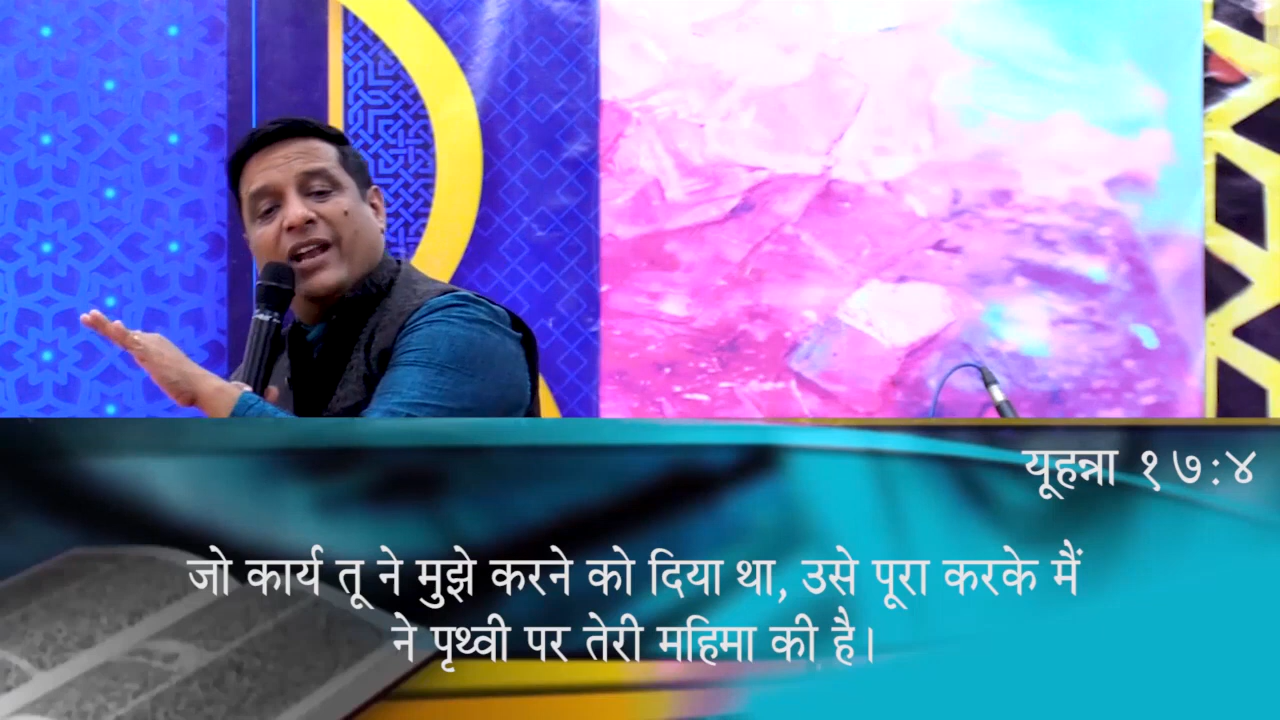 यूहन्ना १७:४
जो कार्य तू ने मुझे करने को दिया था, उसे पूरा करके मैं
ने पृथ्वी पर तेरी महिमा की है।